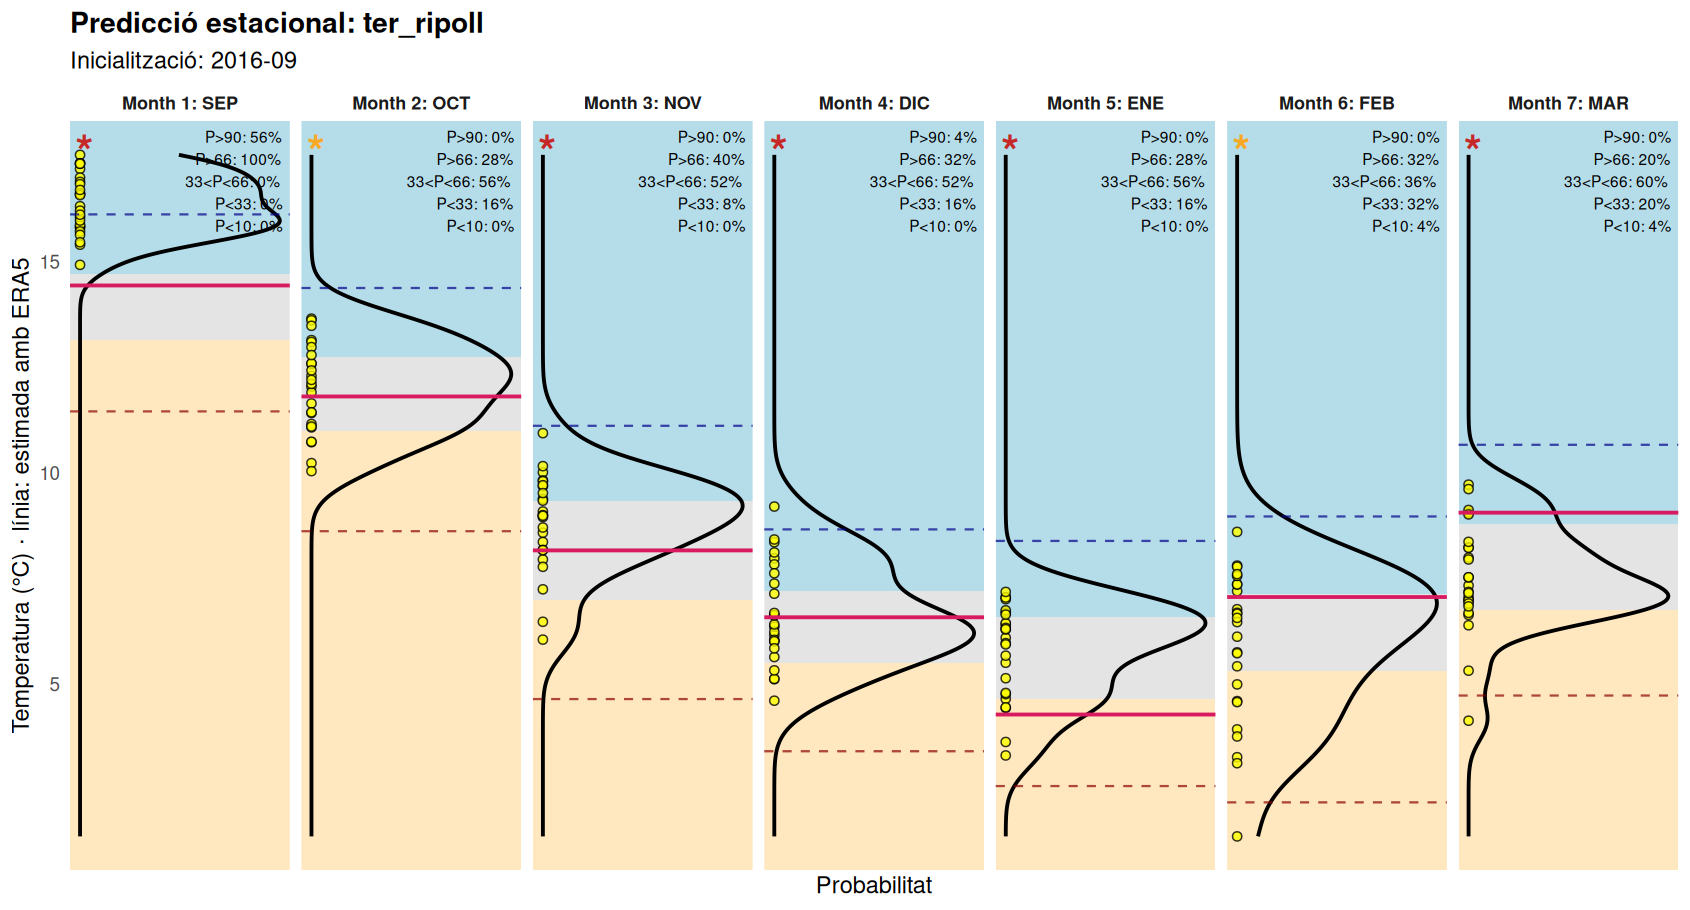 Predicció estacional: ter_ripoll
Inicialització: 2016-09
Month 1: SEP
Month 2: OCT
Month 3: NOV
Month 4: DIC
Month 5: ENE
Month 6: FEB
Month 7: MAR
*
P>90: 56%
P>66: 100%
33<P<66: 0%
P<33: 0%
P<10: 0%
*
P>90: 0%
P>66: 28%
33<P<66: 56%
P<33: 16%
P<10: 0%
*
P>90: 0%
P>66: 40%
33<P<66: 52%
P<33: 8%
P<10: 0%
*
P>90: 4%
P>66: 32%
33<P<66: 52%
P<33: 16%
P<10: 0%
*
P>90: 0%
P>66: 28%
33<P<66: 56%
P<33: 16%
P<10: 0%
*
P>90: 0%
P>66: 32%
33<P<66: 36%
P<33: 32%
P<10: 4%
*
P>90: 0%
P>66: 20%
33<P<66: 60%
P<33: 20%
P<10: 4%
15
10
5
Temperatura (°C) · línia: estimada amb ERA5
Probabilitat